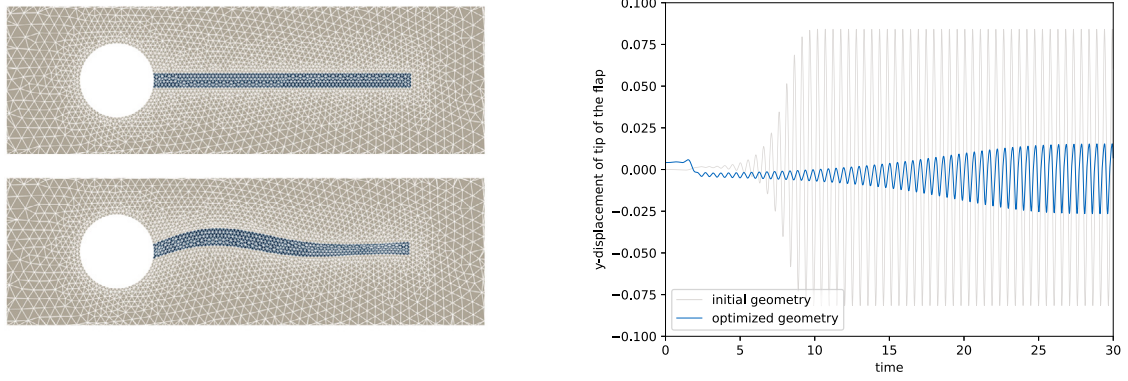 0.100
0.075
0.050
0.025
0.000
−0.025
−0.050
−0.075
−0.100
y-displacement of tip of the flap
initial geometry
optimized geometry
0 5 10 15 20 25 30
time